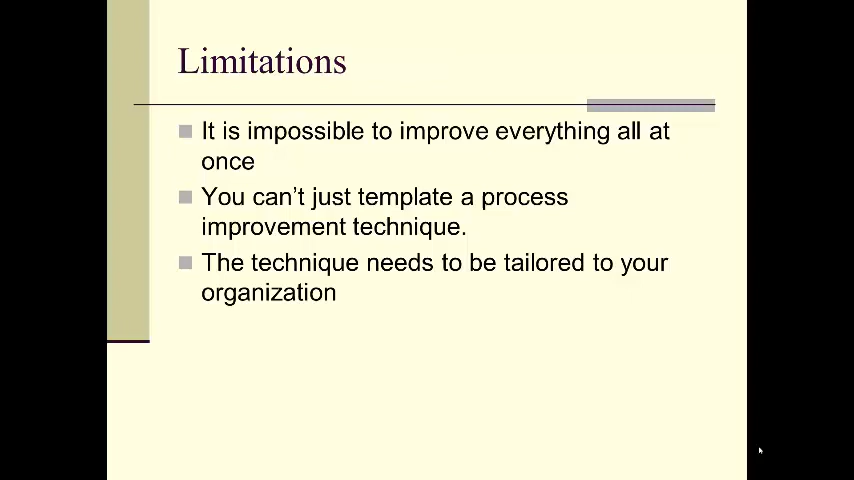 Limitations
It is impossible to improve everything all at
once
You can’t just template a process
improvement technique.
The technique needs to be tailored to your
organization